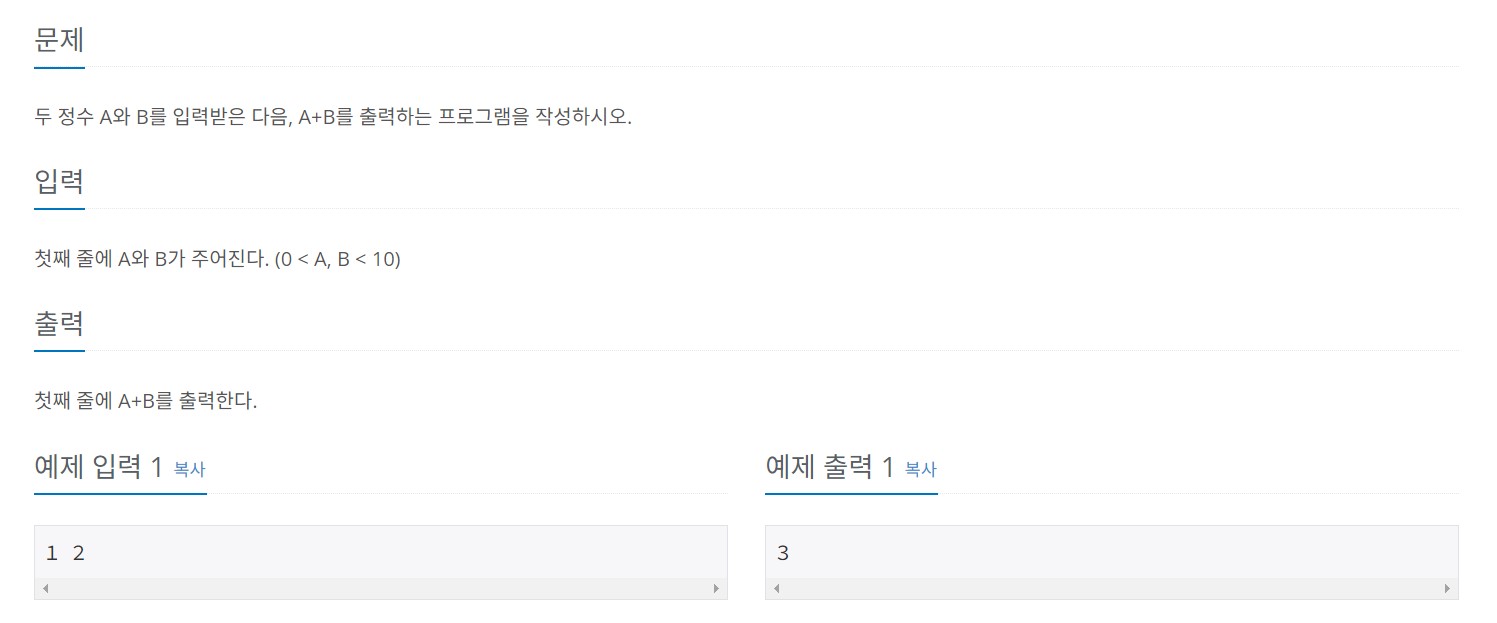 문제
두 정수 A와 B를 입력받은 다음, A+B를 출력하는 프로그램을 작성하시오.
입력
첫째 줄에 A와 B가 주어진다. (0 < A, B < 10)
출력
첫째 줄에 A+B를 출력한다.
예제 입력 1 복사
1 2
예제 출력 1 복사
3